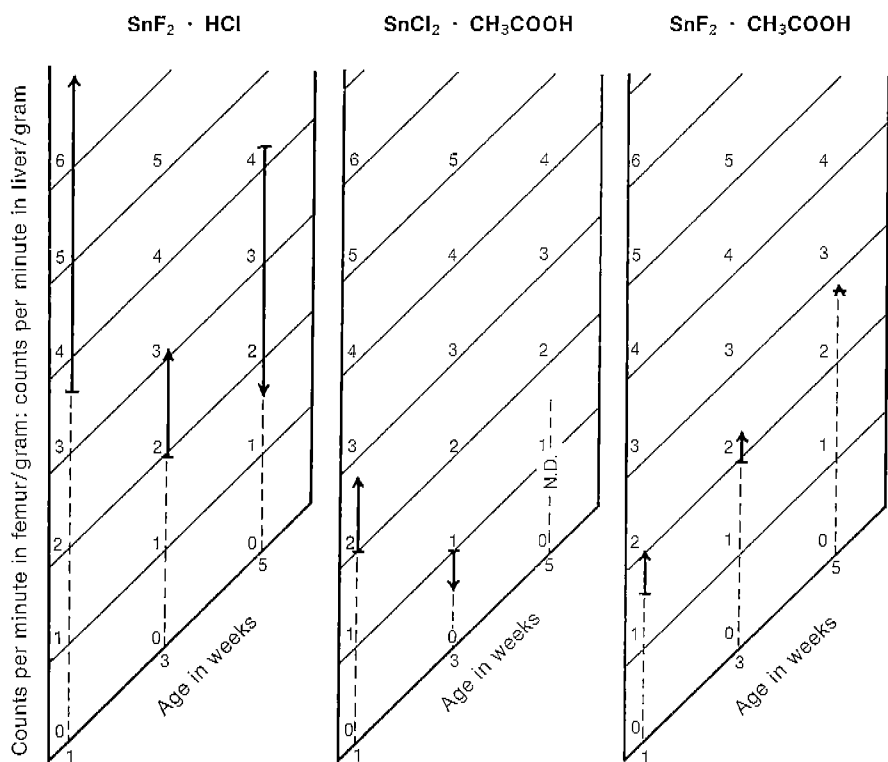 SnF₂ · HCl
SnCl₂ · CH₃COOH
SnF₂ · CH₃COOH
Counts per minute in femur/gram: counts per minute in liver/gram
6 5 4
5 4 3
4 3 2
3 2 1
2 1 0
1 0
0
1 3 5
Age in weeks
6 5 4
5 4 3
4 3 2
3 2 1
2 1 0
1 0
0
1 3 5
N.D.
Age in weeks
6 5 4
5 4 3
4 3 2
3 2 1
2 1 0
1 0
0
1 3 5
Age in weeks